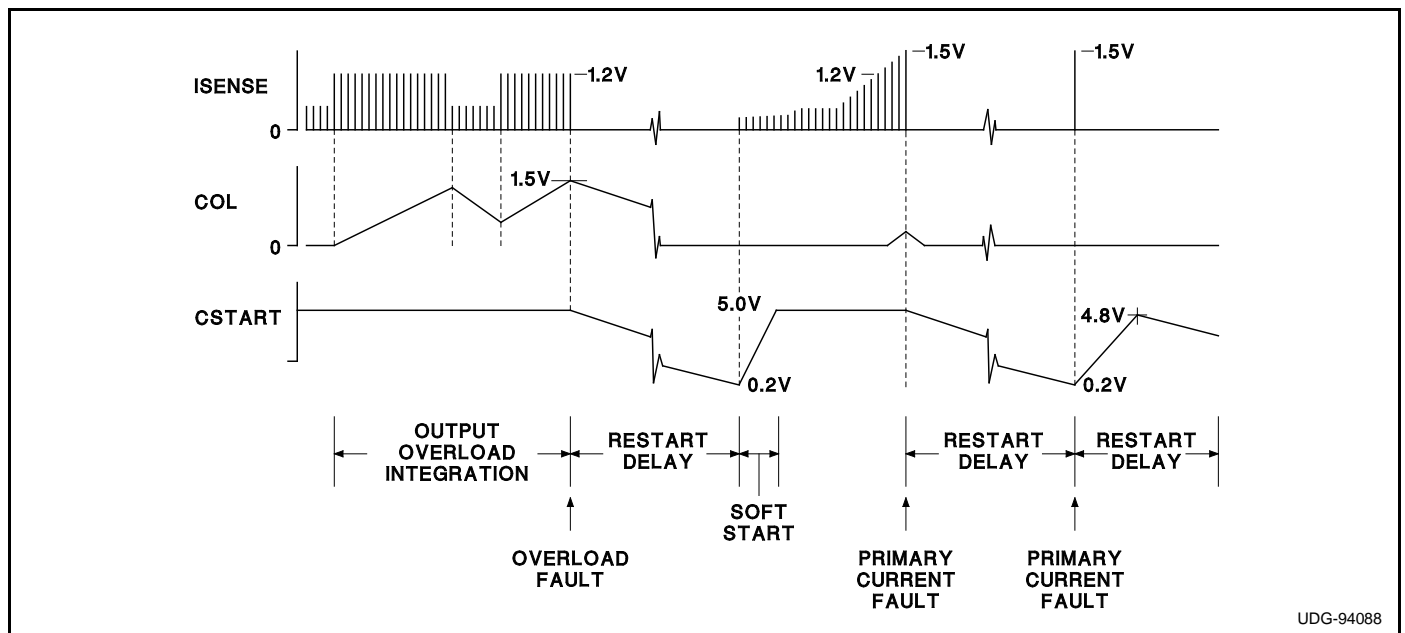 ISENSE
0
1.2V
1.2V
1.5V
1.5V
COL
1.5V
0
CSTART
5.0V
0.2V
4.8V
0.2V
OUTPUT
OVERLOAD
INTEGRATION
RESTART
DELAY
SOFT
START
RESTART
DELAY
RESTART
DELAY
OVERLOAD
FAULT
PRIMARY
CURRENT
FAULT
PRIMARY
CURRENT
FAULT
UDG-94088